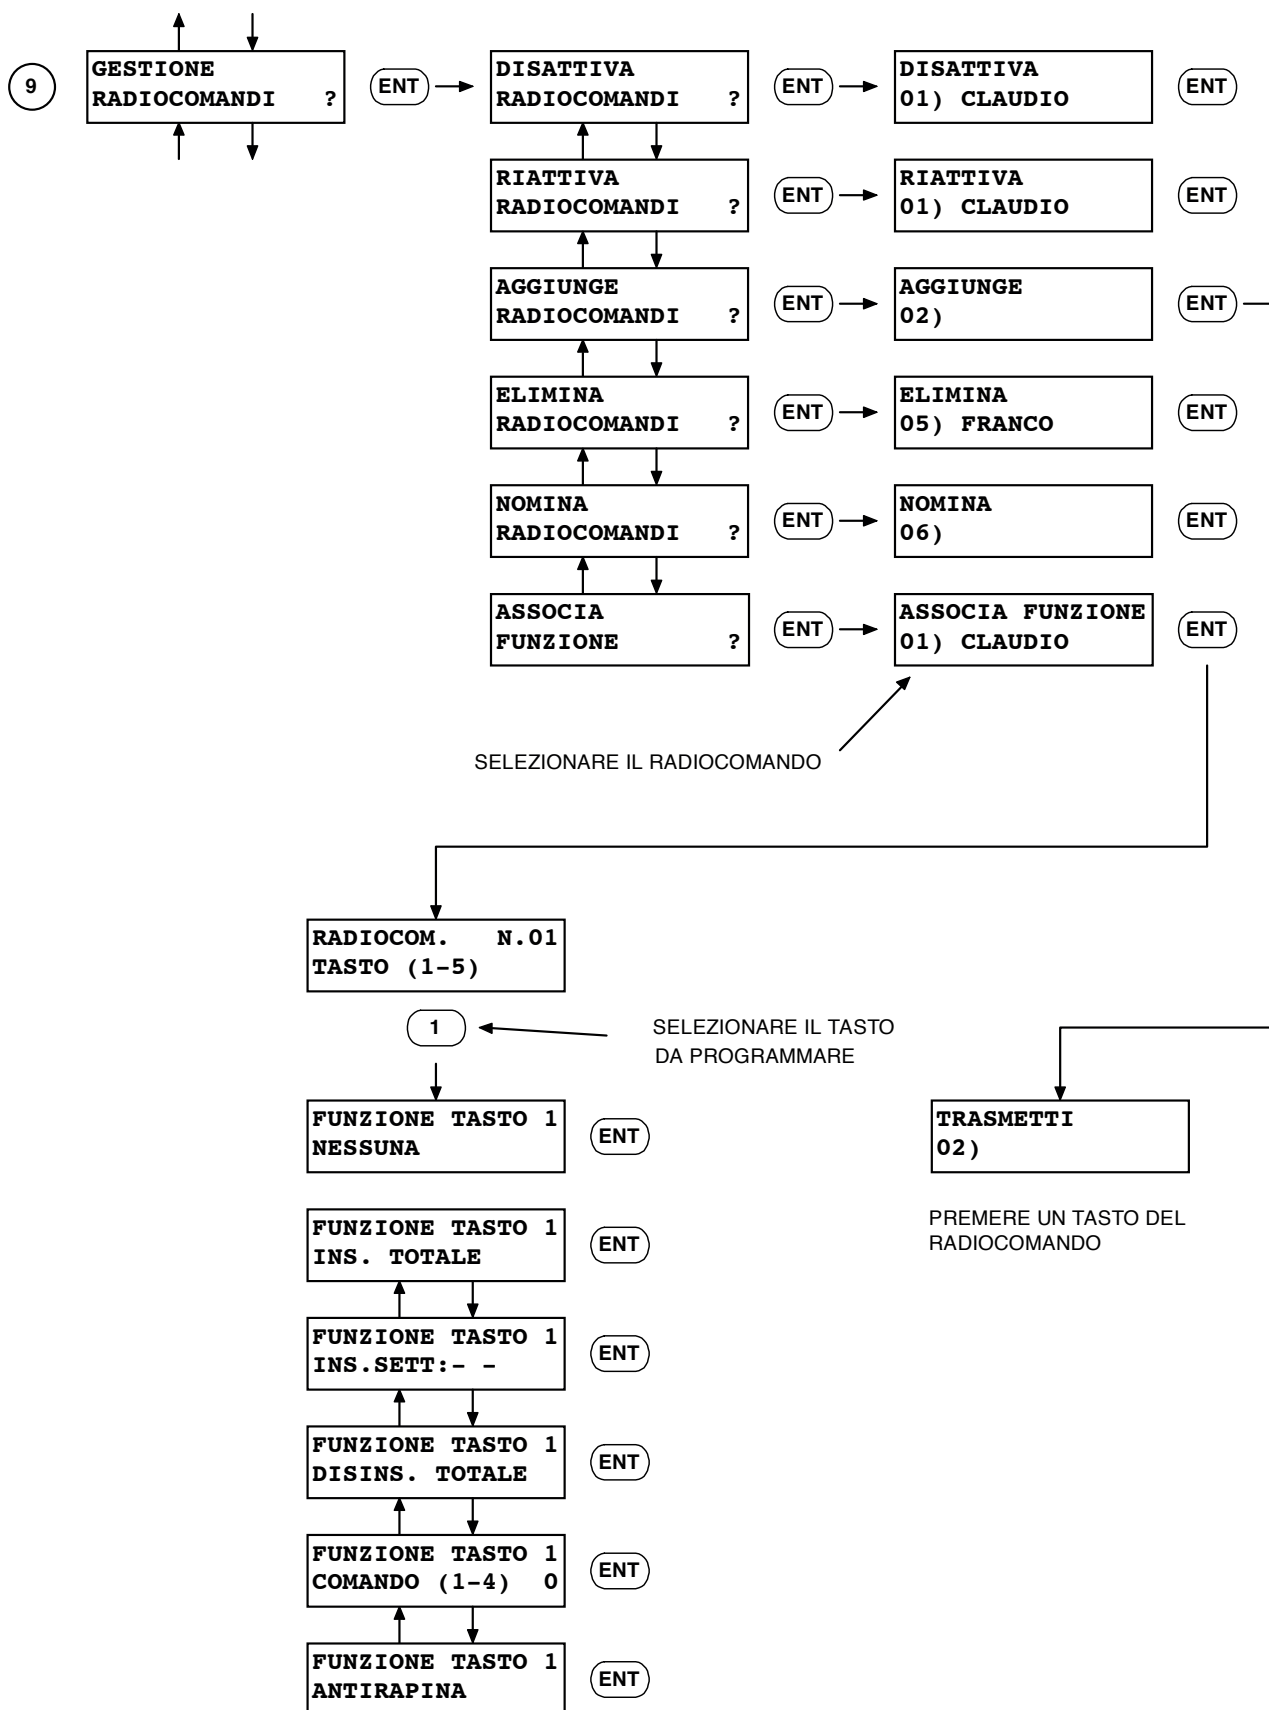 9
GESTIONE
RADIOCOMANDI ?
ENT
DISATTIVA
RADIOCOMANDI ?
ENT
DISATTIVA
01) CLAUDIO
ENT
RIATTIVA
RADIOCOMANDI ?
ENT
RIATTIVA
01) CLAUDIO
ENT
AGGIUNGE
RADIOCOMANDI ?
ENT
AGGIUNGE
02)
ENT
ELIMINA
RADIOCOMANDI ?
ENT
ELIMINA
05) FRANCO
ENT
NOMINA
RADIOCOMANDI ?
ENT
NOMINA
06)
ENT
ASSOCIA
FUNZIONE ?
ENT
ASSOCIA FUNZIONE
01) CLAUDIO
ENT
SELEZIONARE IL RADIOCOMANDO
RADIOCOM. N.01
TASTO (1-5)
1
SELEZIONARE IL TASTO
DA PROGRAMMARE
FUNZIONE TASTO 1
NESSUNA
ENT
TRASMETTI
02)
PREMERE UN TASTO DEL
RADIOCOMANDO
FUNZIONE TASTO 1
INS. TOTALE
ENT
FUNZIONE TASTO 1
INS.SETT:- -
ENT
FUNZIONE TASTO 1
DISINS. TOTALE
ENT
FUNZIONE TASTO 1
COMANDO (1-4) 0
ENT
FUNZIONE TASTO 1
ANTIRAPINA
ENT